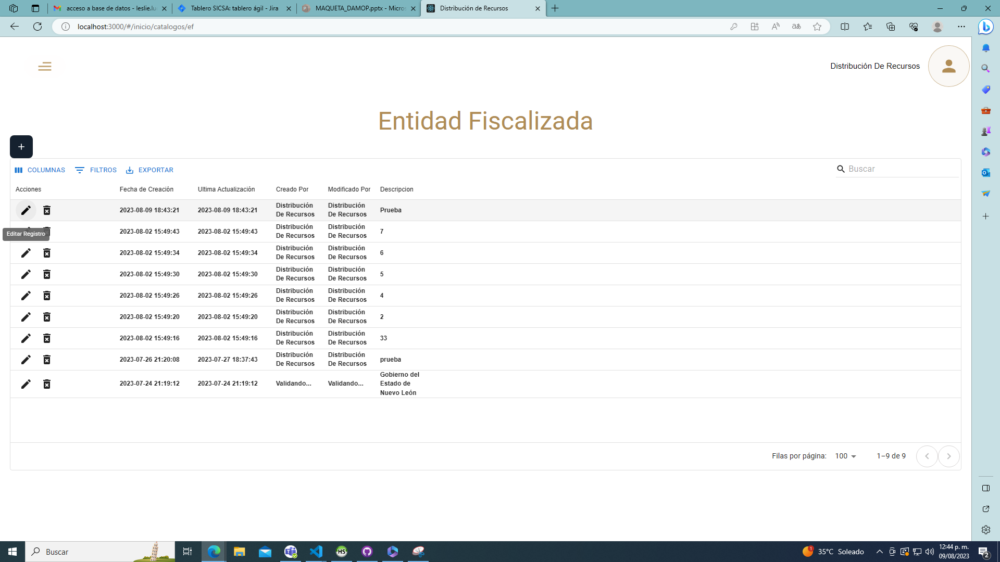 acceso a base de datos - leslie.lu
Tablero SICSA: tablero ágil - Jira
MAQUETA_DAMOP.pptx - Micros
Distribución de Recursos
localhost:3000/#/inicio/catalogos/ef
Distribución De Recursos
Entidad Fiscalizada
+
COLUMNAS FILTROS EXPORTAR Buscar
Acciones Fecha de Creación Ultima Actualización Creado Por Modificado Por Descripcion
2023-08-09 18:43:21 2023-08-09 18:43:21 Distribución De Recursos Distribución De Recursos Prueba
Editar Registro
2023-08-02 15:49:43 2023-08-02 15:49:43 Distribución De Recursos Distribución De Recursos 7
2023-08-02 15:49:34 2023-08-02 15:49:34 Distribución De Recursos Distribución De Recursos 6
2023-08-02 15:49:30 2023-08-02 15:49:30 Distribución De Recursos Distribución De Recursos 5
2023-08-02 15:49:26 2023-08-02 15:49:26 Distribución De Recursos Distribución De Recursos 4
2023-08-02 15:49:20 2023-08-02 15:49:20 Distribución De Recursos Distribución De Recursos 2
2023-08-02 15:49:16 2023-08-02 15:49:16 Distribución De Recursos Distribución De Recursos 33
2023-07-26 21:20:08 2023-07-27 18:37:43 Distribución De Recursos Distribución De Recursos prueba
2023-07-24 21:19:12 2023-07-24 21:19:12 Validando... Validando... Gobierno del Estado de Nuevo León
Filas por página: 100 1–9 de 9
Buscar
HS
1
35°C Soleado
12:44 p. m.
09/08/2023
2